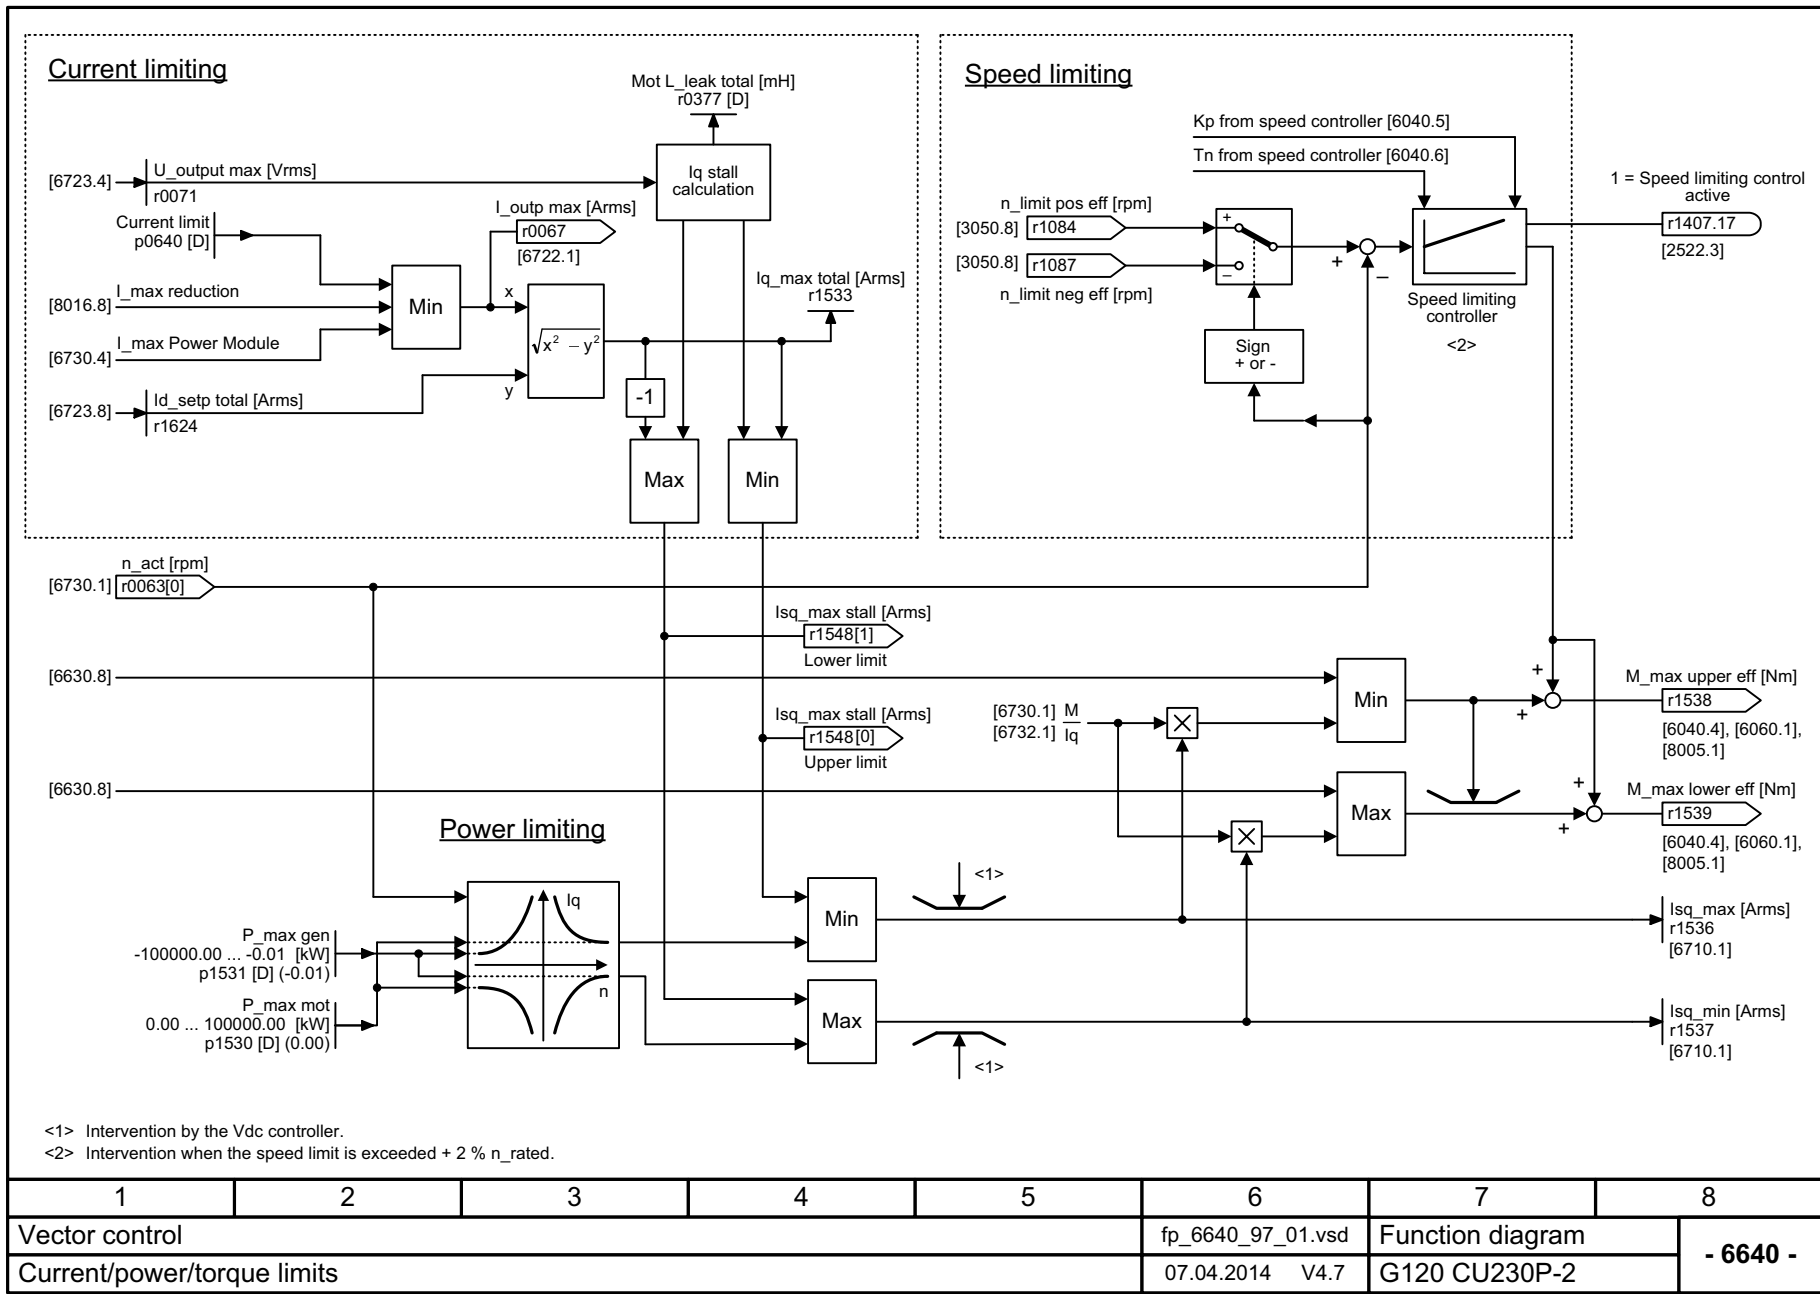 Current limiting
Mot L_leak total [mH]
r0377 [D]
[6723.4]
U_output max [Vrms]
r0071
Iq stall
calculation
Current limit
p0640 [D]
I_outp max [Arms]
r0067
[6722.1]
[8016.8]
I_max reduction
Min
x
√x² – y²
y
Iq_max total [Arms]
r1533
[6730.4]
I_max Power Module
[6723.8]
Id_setp total [Arms]
r1624
-1
Max
Min
Speed limiting
Kp from speed controller [6040.5]
Tn from speed controller [6040.6]
n_limit pos eff [rpm]
[3050.8]
r1084
[3050.8]
r1087
n_limit neg eff [rpm]
+
–
+
–
Sign
+ or -
Speed limiting
controller
<2>
1 = Speed limiting control
active
r1407.17
[2522.3]
n_act [rpm]
[6730.1]
r0063[0]
Isq_max stall [Arms]
r1548[1]
Lower limit
[6630.8]
Isq_max stall [Arms]
r1548[0]
Upper limit
[6730.1]
[6732.1]
M
Iq
Min
+
+
M_max upper eff [Nm]
r1538
[6040.4], [6060.1],
[8005.1]
[6630.8]
Max
+
+
M_max lower eff [Nm]
r1539
[6040.4], [6060.1],
[8005.1]
Power limiting
Iq
n
P_max gen
-100000.00 ... -0.01 [kW]
p1531 [D] (-0.01)
P_max mot
0.00 ... 100000.00 [kW]
p1530 [D] (0.00)
Min
<1>
Isq_max [Arms]
r1536
[6710.1]
Max
<1>
Isq_min [Arms]
r1537
[6710.1]
<1> Intervention by the Vdc controller.
<2> Intervention when the speed limit is exceeded + 2 % n_rated.
1 2 3 4 5 6 7 8
Vector control
fp_6640_97_01.vsd
Function diagram
- 6640 -
Current/power/torque limits
07.04.2014 V4.7
G120 CU230P-2